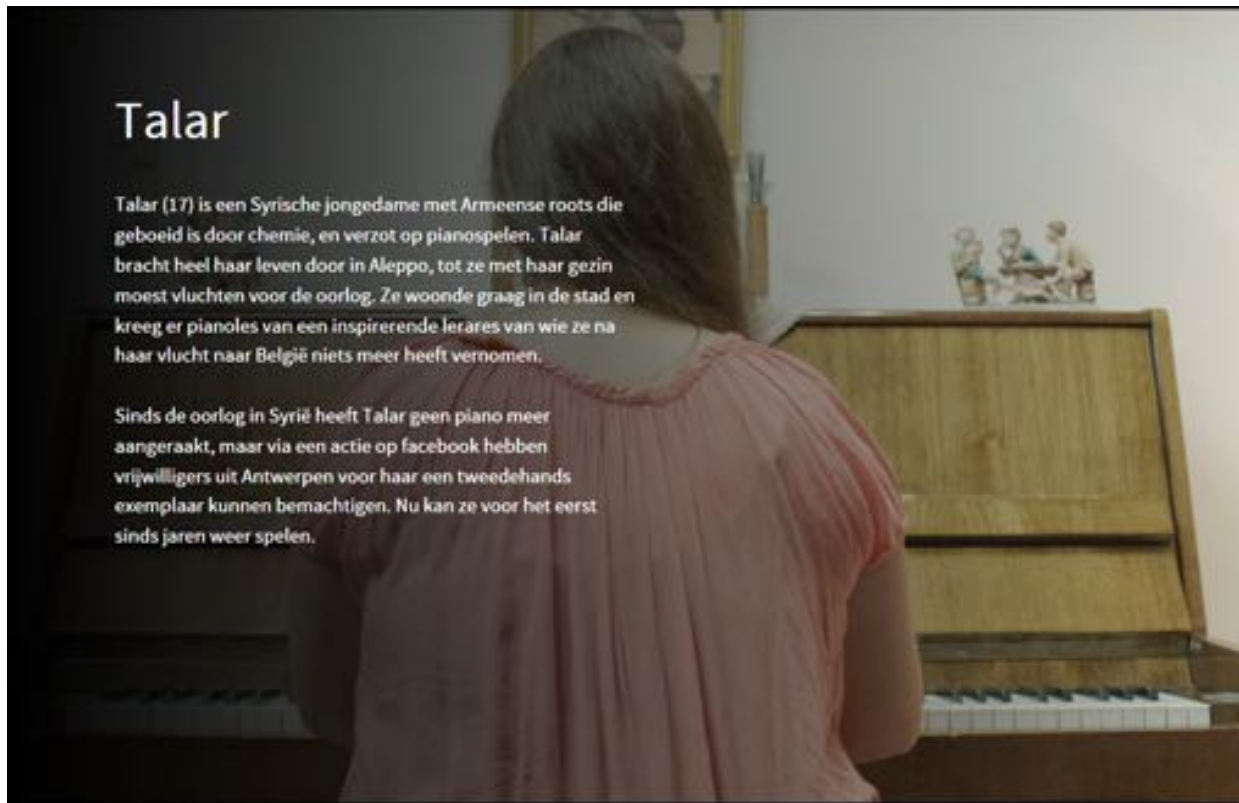 Talar
Talar (17) is een Syrische jongedame met Armeense roots die
geboeid is door chemie, en verzot op pianospelen. Talar
bracht heel haar leven door in Aleppo, tot ze met haar gezin
moest vluchten voor de oorlog. Ze woonde graag in de stad en
kreeg er pianoles van een inspirerende lerares van wie ze na
haar vlucht naar België niets meer heeft vernomen.
Sinds de oorlog in Syrië heeft Talar geen piano meer
aangeraakt, maar via een actie op facebook hebben
vrijwilligers uit Antwerpen voor haar een tweedehands
exemplaar kunnen bemachtigen. Nu kan ze voor het eerst
sinds jaren weer spelen.